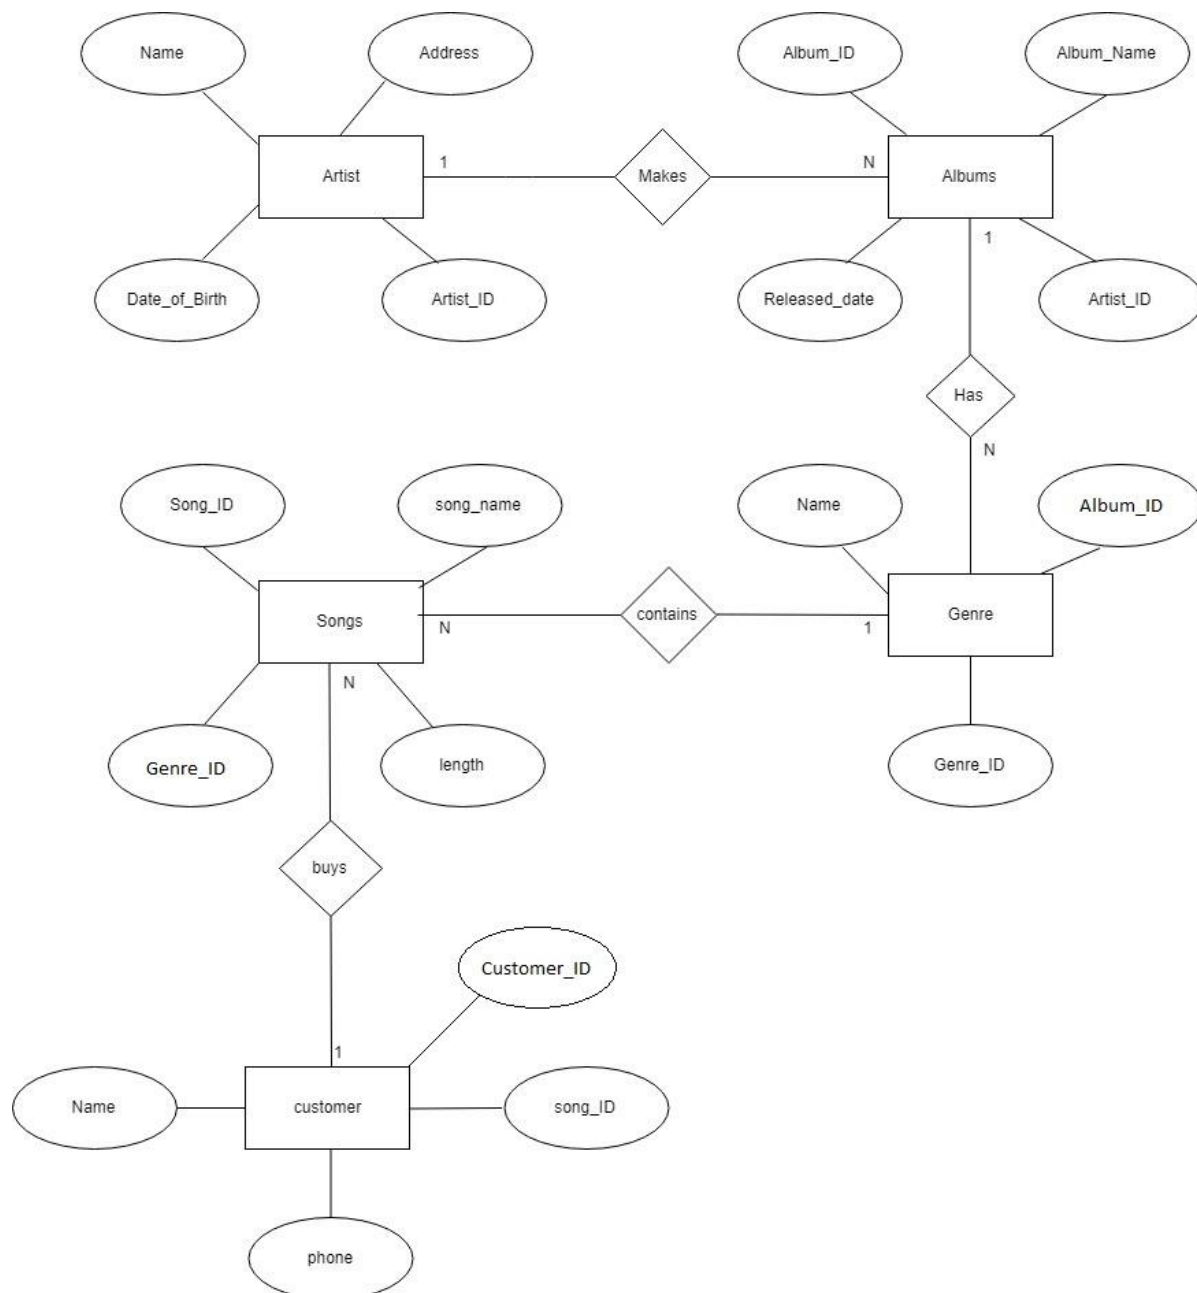 Name
Address
Album_ID
Album_Name
Artist
1
Makes
N
Albums
1
Date_of_Birth
Artist_ID
Released_date
Artist_ID
Has
N
Song_ID
song_name
Name
Album_ID
Songs
N
contains
1
Genre
N
Genre_ID
length
Genre_ID
buys
Customer_ID
1
Name
customer
song_ID
phone